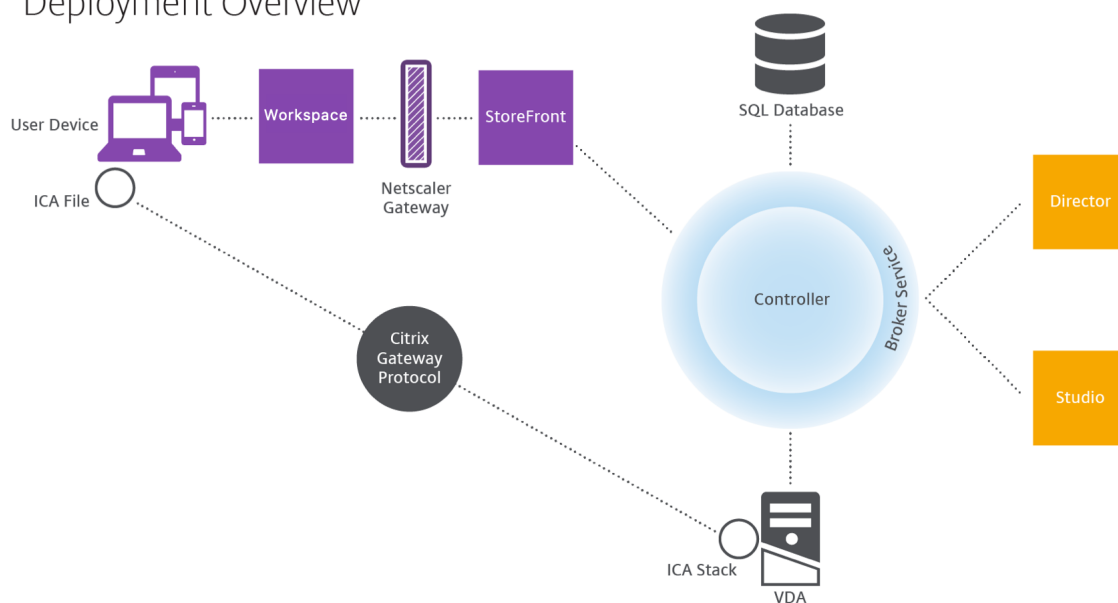 Deployment Overview
SQL Database
User Device
Workspace
StoreFront
Netscaler
Gateway
ICA File
Director
Controller
Broker Service
Citrix
Gateway
Protocol
Studio
ICA Stack
VDA